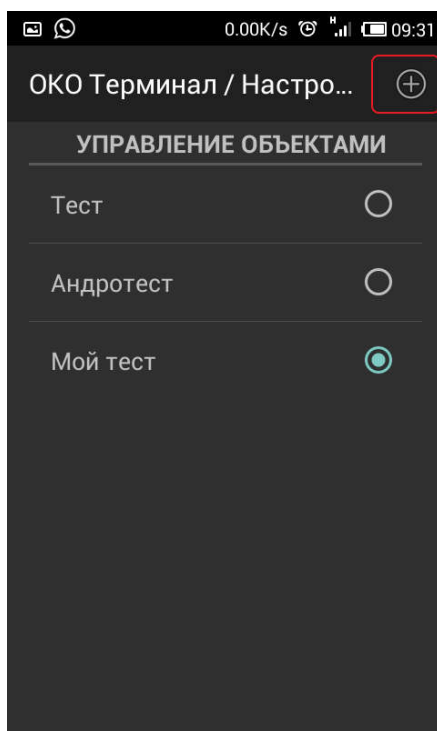 0.00K/s H 09:31
ОКО Терминал / Настро...
УПРАВЛЕНИЕ ОБЪЕКТАМИ
Тест
Андротест
Мой тест